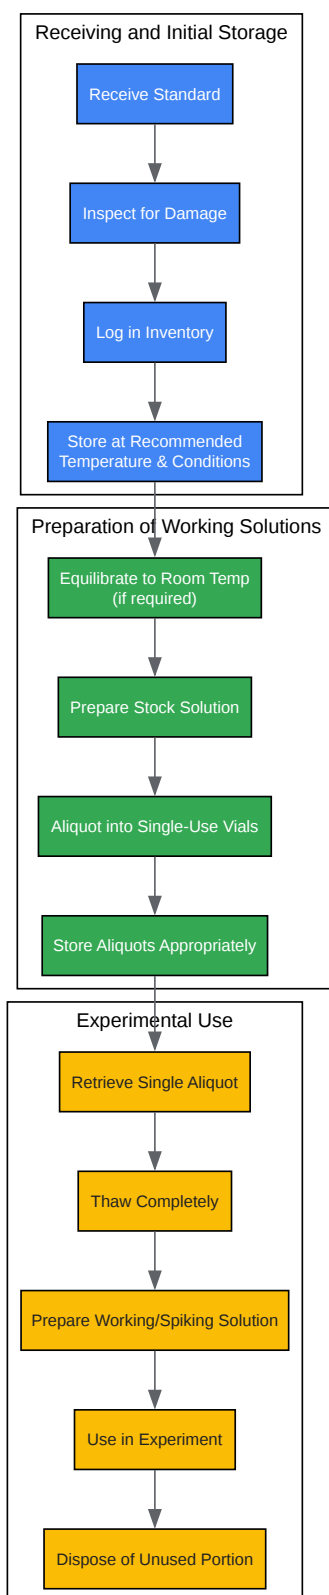 Receiving and Initial Storage
Receive Standard
Inspect for Damage
Log in Inventory
Store at Recommended
Temperature & Conditions
Preparation of Working Solutions
Equilibrate to Room Temp
(if required)
Prepare Stock Solution
Aliquot into Single-Use Vials
Store Aliquots Appropriately
Experimental Use
Retrieve Single Aliquot
Thaw Completely
Prepare Working/Spiking Solution
Use in Experiment
Dispose of Unused Portion